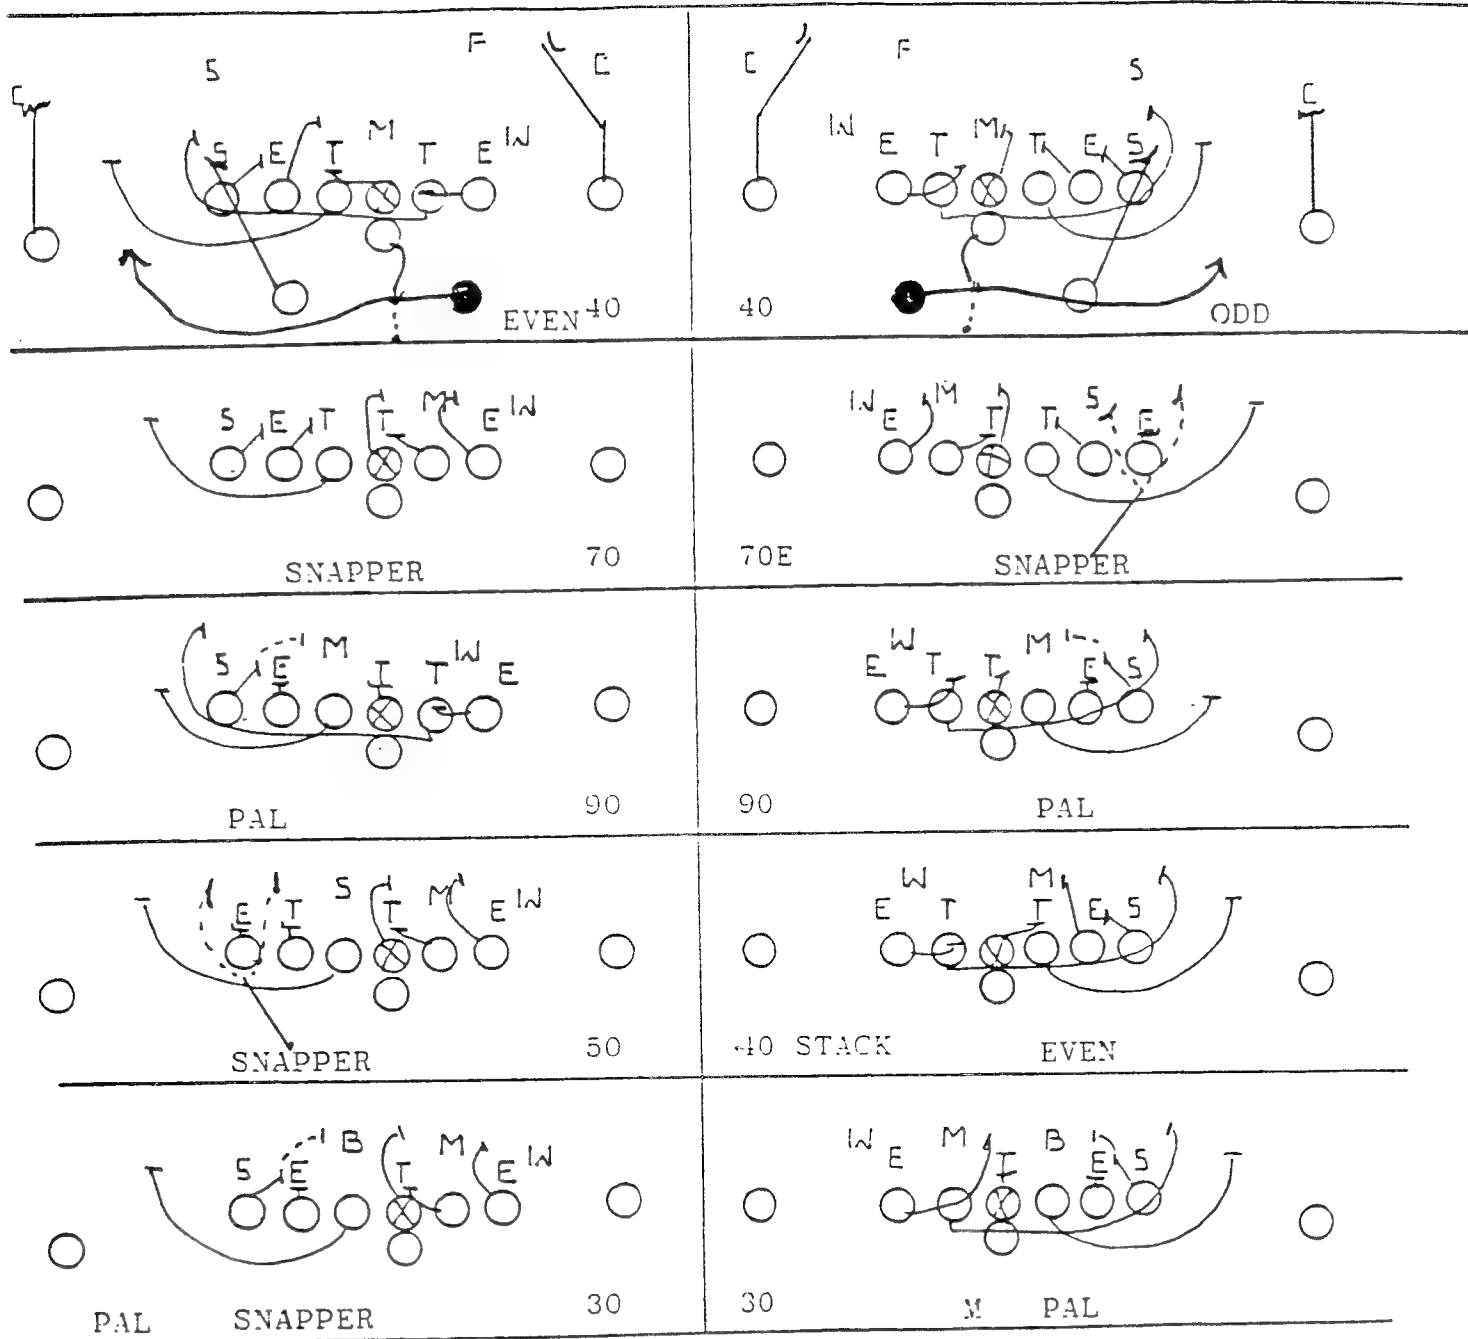 F
C
C
F
S
S
C
C
W
S E T M T E W
E T M T E S
EVEN 40
40 ODD
S E T T M E W
W E M T T S E
SNAPPER 70
70E SNAPPER
S E M T T W E
E W T T M E S
PAL 90
90 PAL
E T S T M E W
E W T T M E S
SNAPPER 50
40 STACK EVEN
S E B T M E W
W E M T B E S
PAL SNAPPER 30
30 M PAL